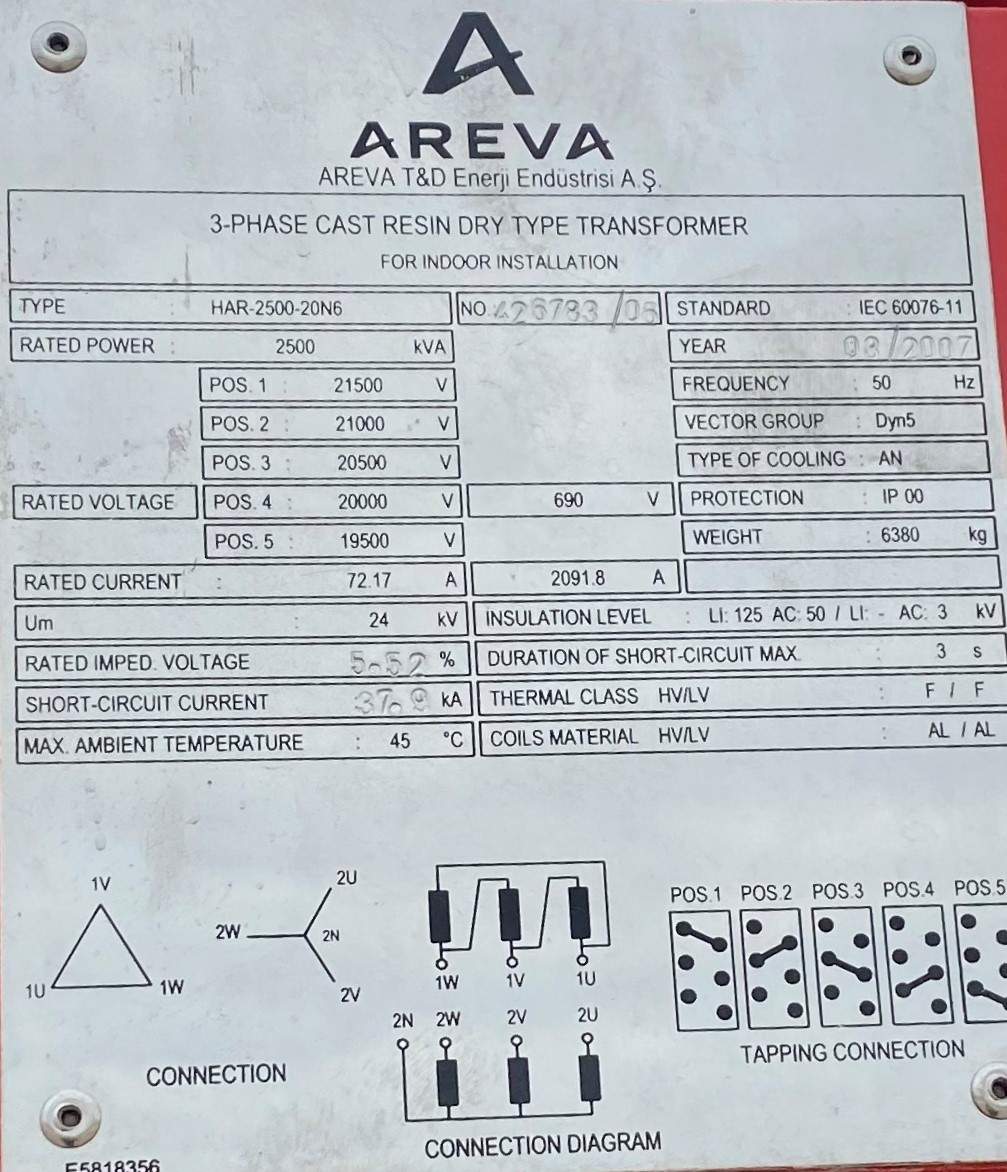 AREVA
AREVA T&D Enerji Endüstrisi A.Ş.
3-PHASE CAST RESIN DRY TYPE TRANSFORMER
FOR INDOOR INSTALLATION
TYPE : HAR-2500-20N6 NO. : 426783/06 STANDARD : IEC 60076-11
RATED POWER : 2500 kVA YEAR 03/2007
POS. 1 : 21500 V FREQUENCY : 50 Hz
POS. 2 : 21000 V VECTOR GROUP : Dyn5
POS. 3 : 20500 V TYPE OF COOLING : AN
RATED VOLTAGE POS. 4 : 20000 V 690 V PROTECTION : IP 00
POS. 5 : 19500 V WEIGHT : 6380 kg
RATED CURRENT : 72.17 A 2091.8 A
Um : 24 kV INSULATION LEVEL : LI: 125 AC: 50 / LI: - AC: 3 kV
RATED IMPED. VOLTAGE 5.52 % DURATION OF SHORT-CIRCUIT MAX. : 3 s
SHORT-CIRCUIT CURRENT 37.9 kA THERMAL CLASS HV/LV : F / F
MAX. AMBIENT TEMPERATURE : 45 °C COILS MATERIAL HV/LV : AL / AL
1V
1U 1W
2U
2W 2N
2V
CONNECTION
1W 1V 1U
2N 2W 2V 2U
CONNECTION DIAGRAM
POS.1 POS.2 POS.3 POS.4 POS.5
TAPPING CONNECTION
E5818356